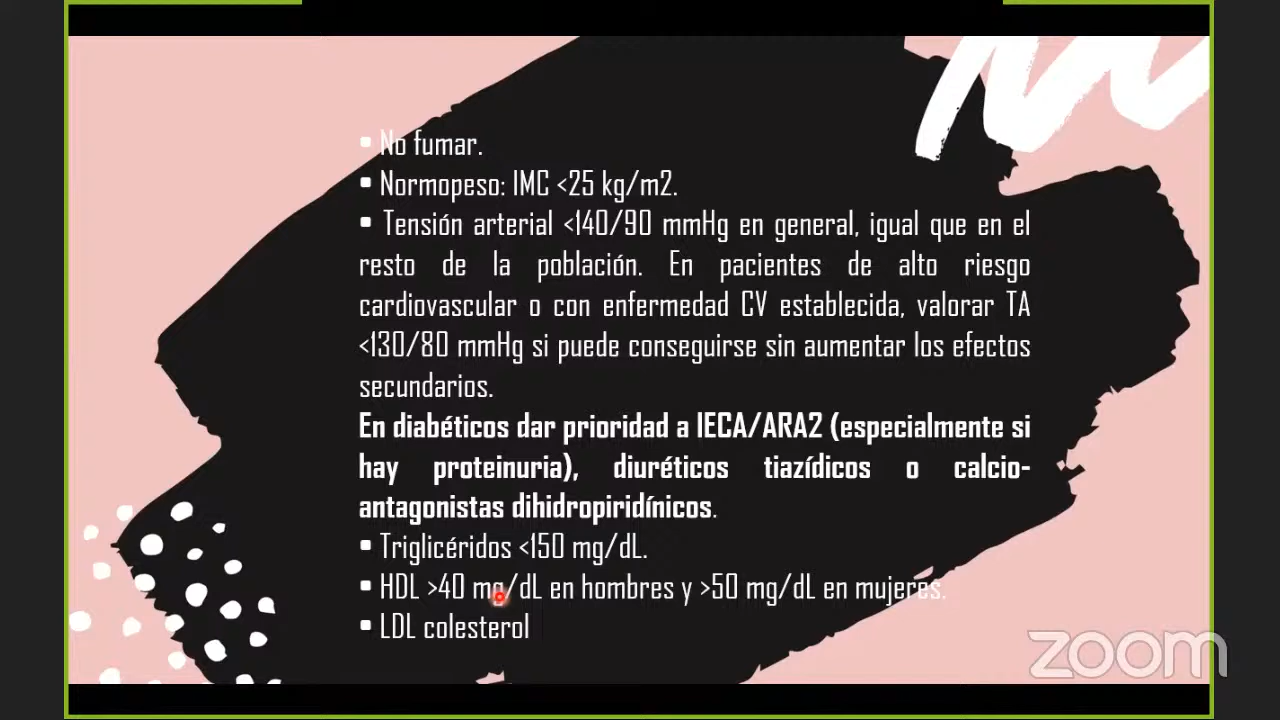 ▪ No fumar.
▪ Normopeso: IMC <25 kg/m2.
▪ Tensión arterial <140/90 mmHg en general, igual que en el
resto de la población. En pacientes de alto riesgo
cardiovascular o con enfermedad CV establecida, valorar TA
<130/80 mmHg si puede conseguirse sin aumentar los efectos
secundarios.
En diabéticos dar prioridad a IECA/ARA2 (especialmente si
hay proteinuria), diuréticos tiazídicos o calcio-
antagonistas dihidropiridínicos.
▪ Triglicéridos <150 mg/dL.
▪ HDL >40 mg/dL en hombres y >50 mg/dL en mujeres.
▪ LDL colesterol
zoom